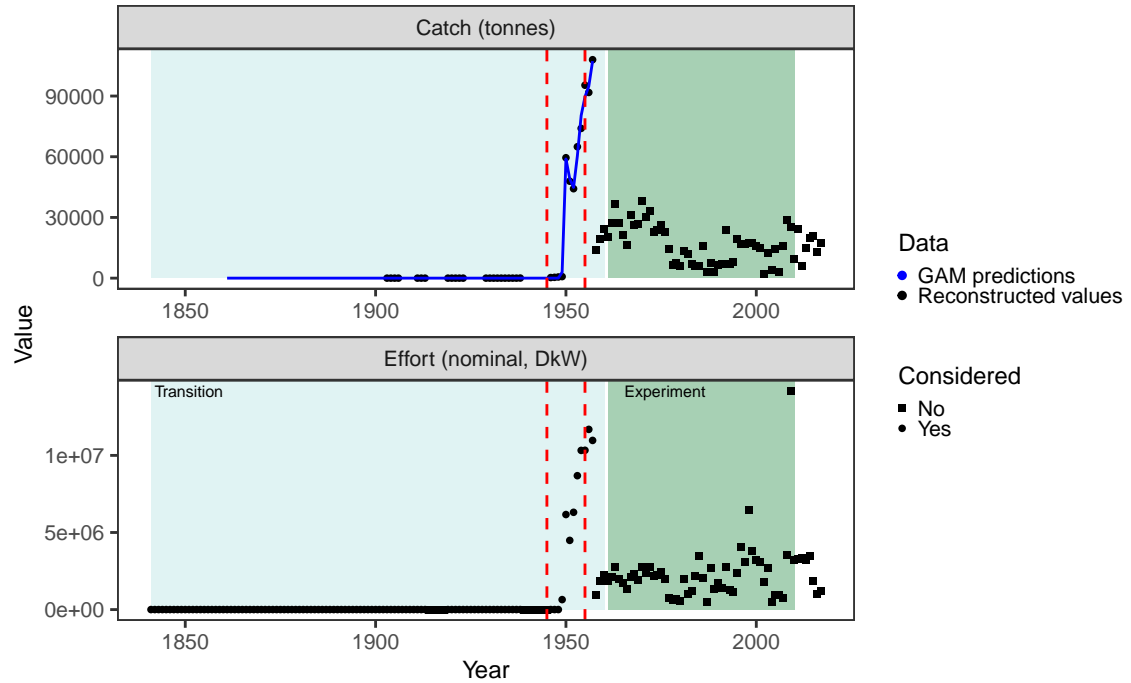 Catch (tonnes)
90000
60000
30000
0
1850
1900
1950
2000
Value
Effort (nominal, DkW)
Transition
Experiment
1e+07
5e+06
0e+00
1850
1900
1950
2000
Year
Data
GAM predictions
Reconstructed values
Considered
No
Yes